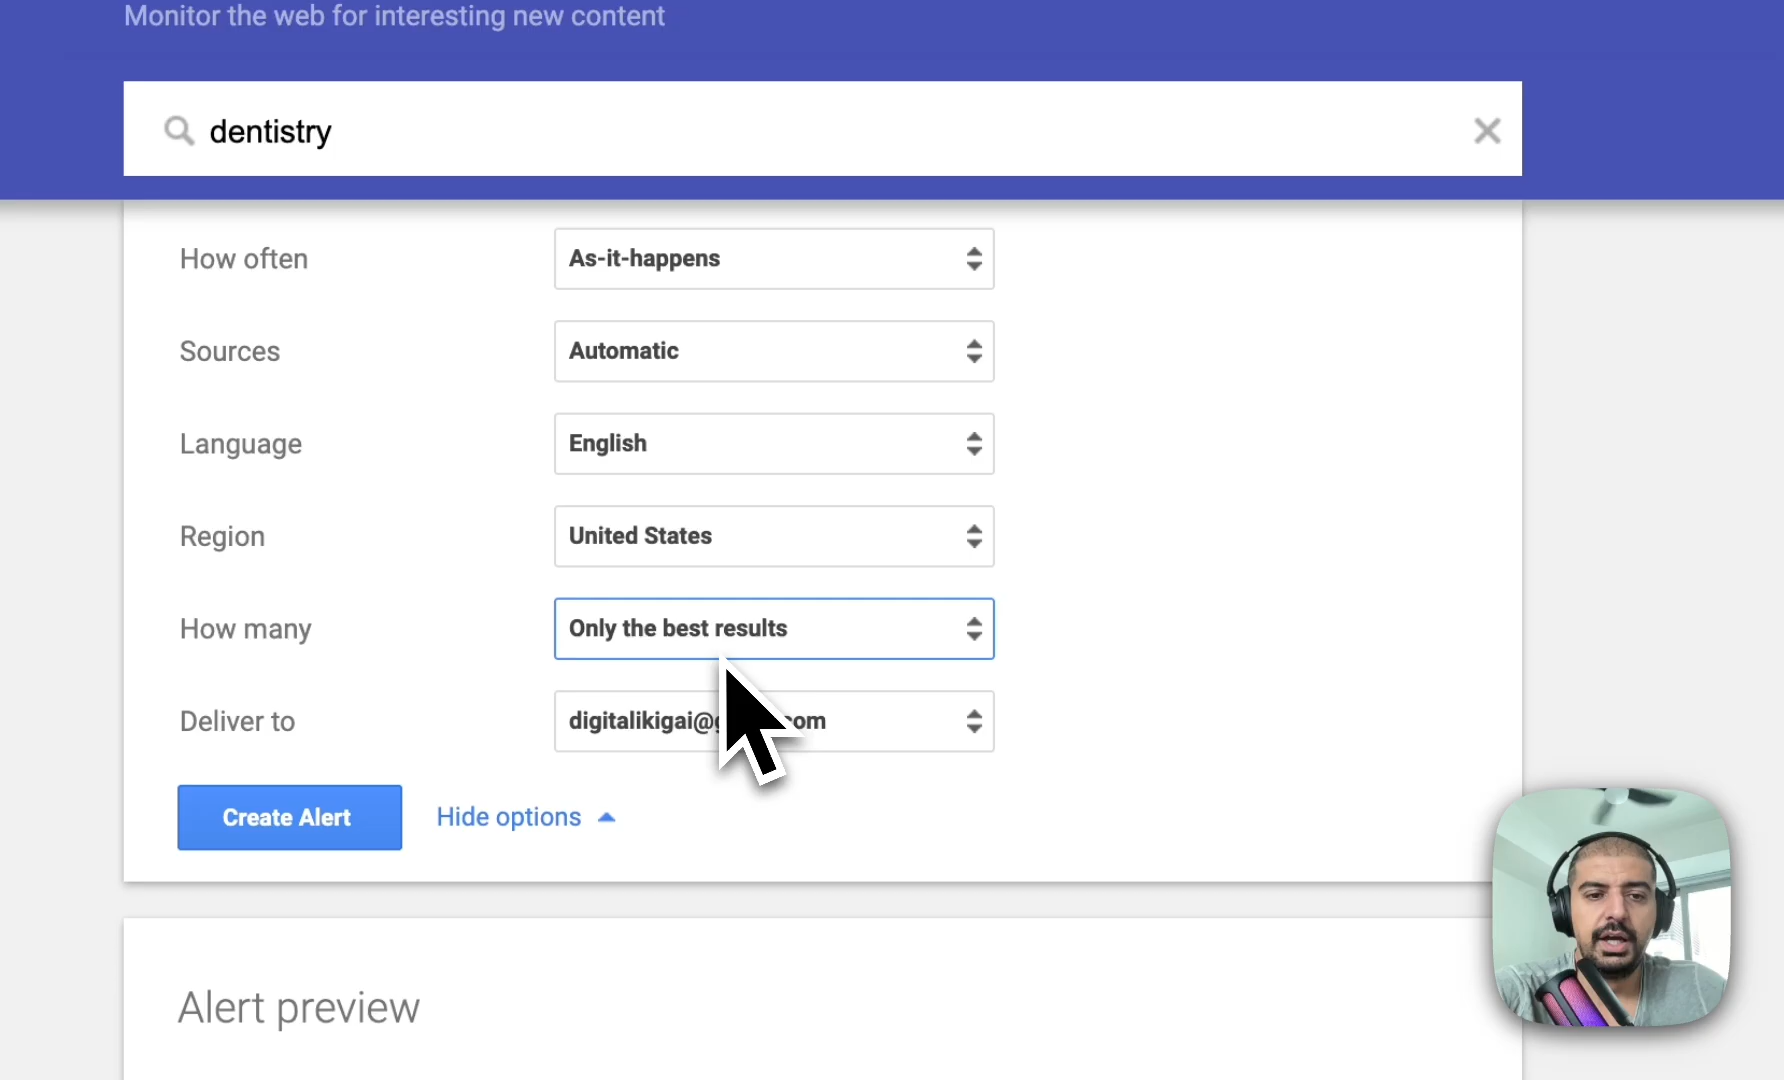 Monitor the web for interesting new content
dentistry
How often As-it-happens
Sources Automatic
Language English
Region United States
How many Only the best results
Deliver to digitalikigai@
Create Alert Hide options
Alert preview